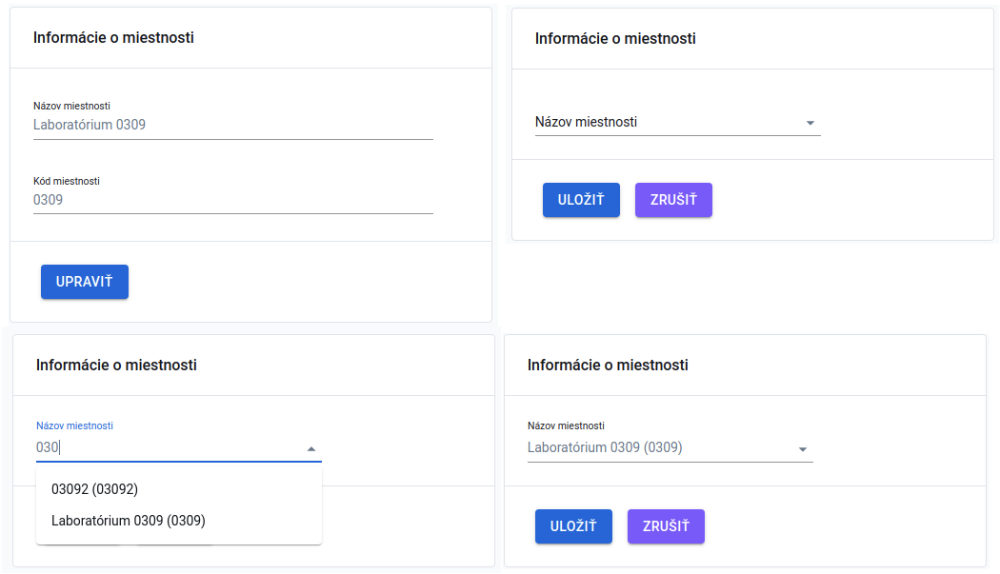 Informácie o miestnosti
Názov miestnosti
Laboratórium 0309
Kód miestnosti
0309
UPRAVIŤ
Informácie o miestnosti
Názov miestnosti
ULOŽIŤ ZRUŠIŤ
Informácie o miestnosti
Názov miestnosti
030
03092 (03092)
Laboratórium 0309 (0309)
Informácie o miestnosti
Názov miestnosti
Laboratórium 0309 (0309)
ULOŽIŤ ZRUŠIŤ